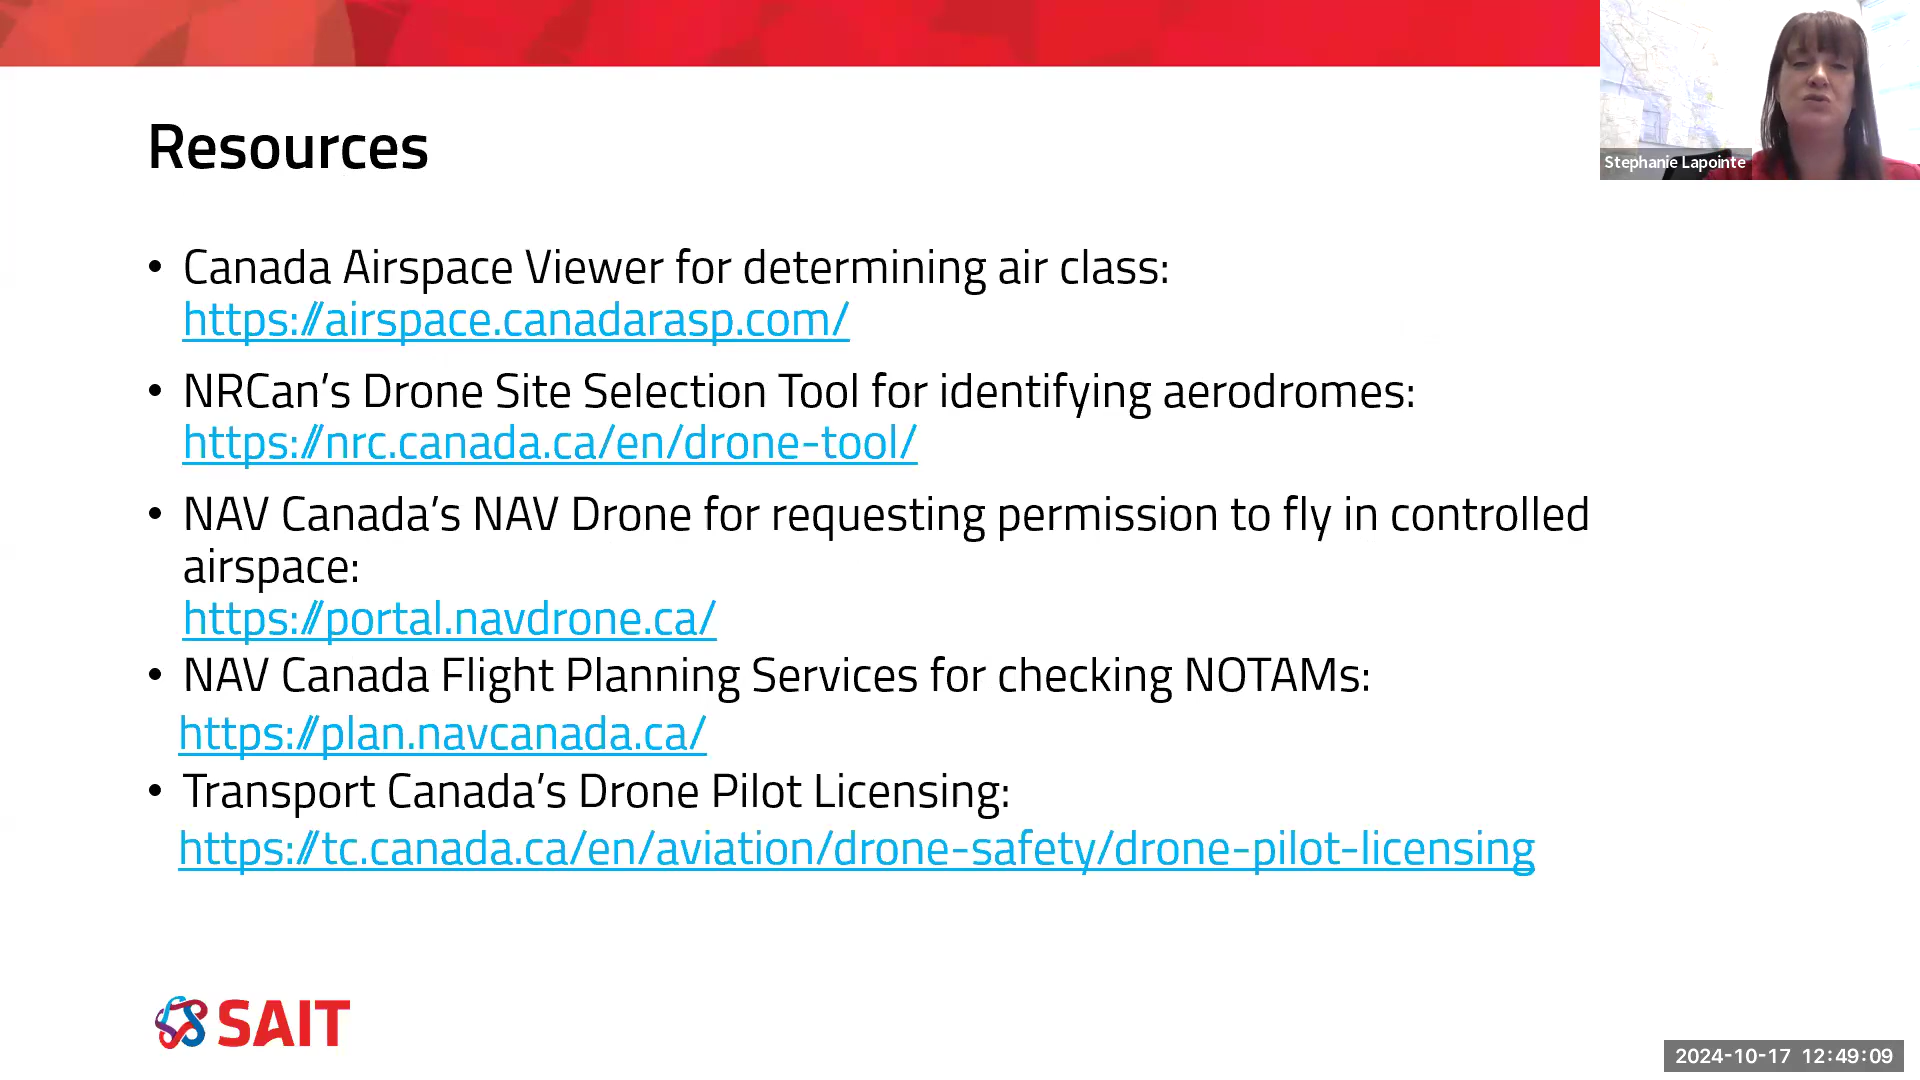 Stephanie Lapointe
Resources
• Canada Airspace Viewer for determining air class:
https://airspace.canadarasp.com/
• NRCan’s Drone Site Selection Tool for identifying aerodromes:
https://nrc.canada.ca/en/drone-tool/
• NAV Canada’s NAV Drone for requesting permission to fly in controlled
airspace:
https://portal.navdrone.ca/
• NAV Canada Flight Planning Services for checking NOTAMs:
https://plan.navcanada.ca/
• Transport Canada’s Drone Pilot Licensing:
https://tc.canada.ca/en/aviation/drone-safety/drone-pilot-licensing
SAIT
2024-10-17 12:49:09